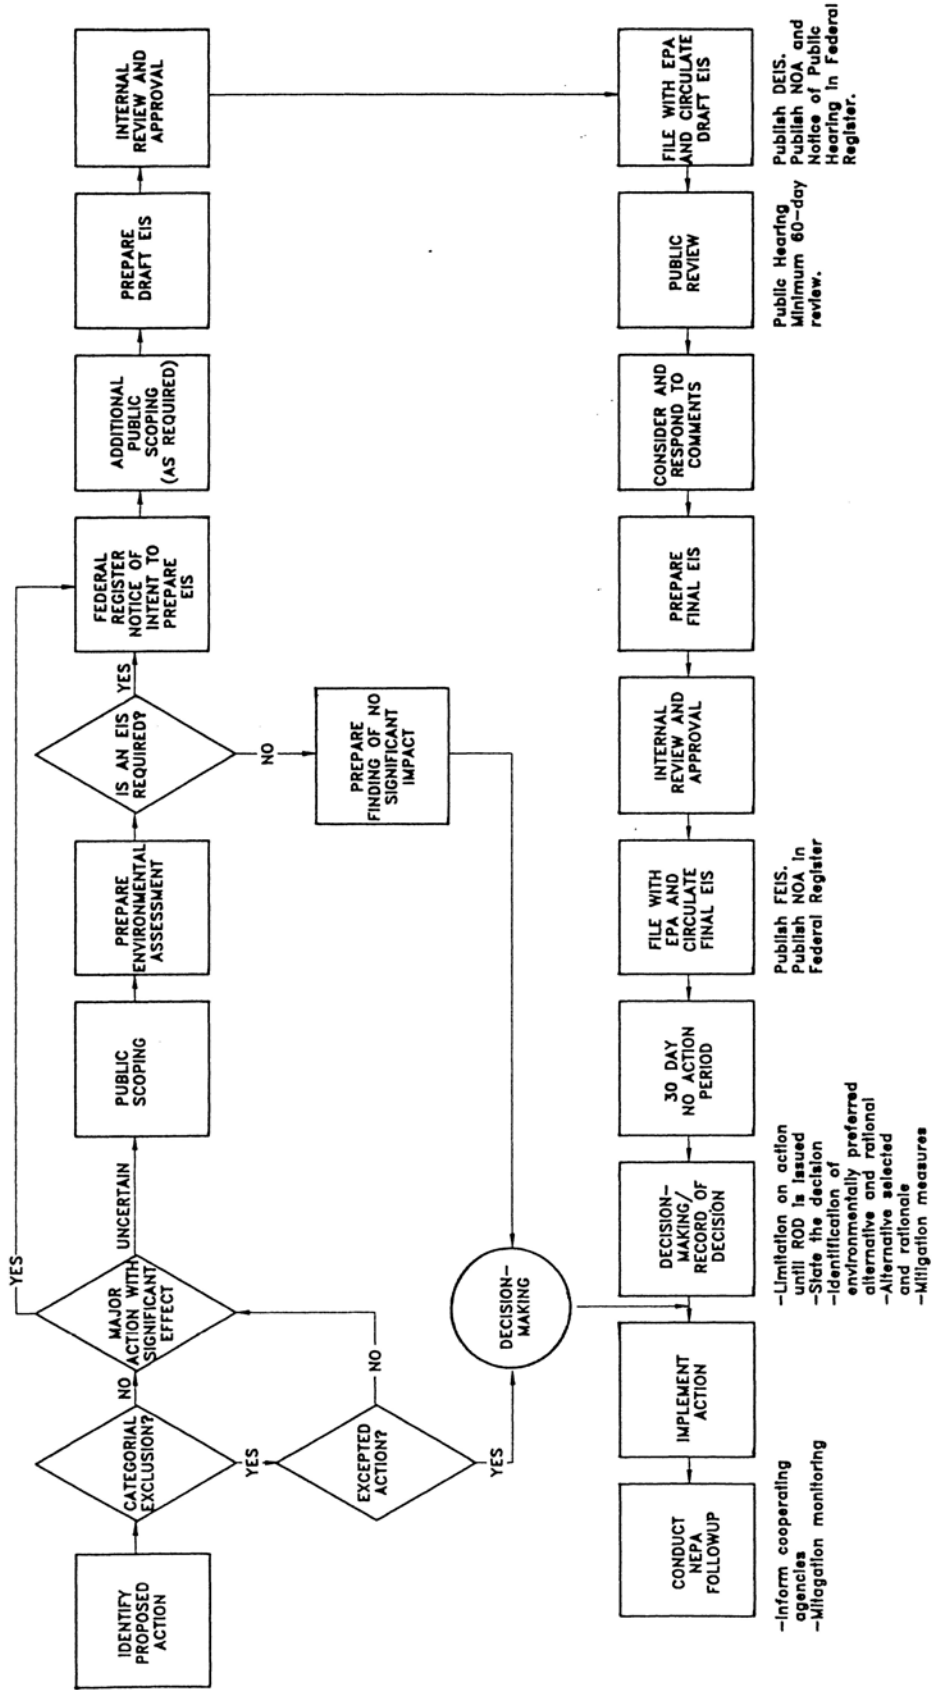 IDENTIFY
PROPOSED
ACTION
CATEGORIAL
EXCLUSION?
NO
YES
EXCEPTED
ACTION?
NO
YES
MAJOR
ACTION WITH
SIGNIFICANT
EFFECT
YES
UNCERTAIN
PUBLIC
SCOPING
PREPARE
ENVIRONMENTAL
ASSESSMENT
IS AN EIS
REQUIRED?
YES
NO
PREPARE
FINDING OF NO
SIGNIFICANT
IMPACT
DECISION-
MAKING
FEDERAL
REGISTER
NOTICE OF
INTENT TO
PREPARE
EIS
ADDITIONAL
PUBLIC
SCOPING
(AS REQUIRED)
PREPARE
DRAFT EIS
INTERNAL
REVIEW AND
APPROVAL
FILE WITH EPA
AND CIRCULATE
DRAFT EIS
Publish DEIS.
Publish NOA and
Notice of Public
Hearing in Federal
Register.
PUBLIC
REVIEW
Public Hearing
Minimum 60-day
review.
CONSIDER AND
RESPOND TO
COMMENTS
PREPARE
FINAL EIS
INTERNAL
REVIEW AND
APPROVAL
FILE WITH
EPA AND
CIRCULATE
FINAL EIS
Publish FEIS.
Publish NOA in
Federal Register
30 DAY
NO ACTION
PERIOD
DECISION-
MAKING/
RECORD OF
DECISION
-Limitation on action
until ROD is issued
-State the decision
-Identification of
environmentally preferred
alternative and rational
-Alternative selected
and rationale
-Mitigation measures
IMPLEMENT
ACTION
CONDUCT
NEPA
FOLLOWUP
-Inform cooperating
agencies
-Mitagation monitoring